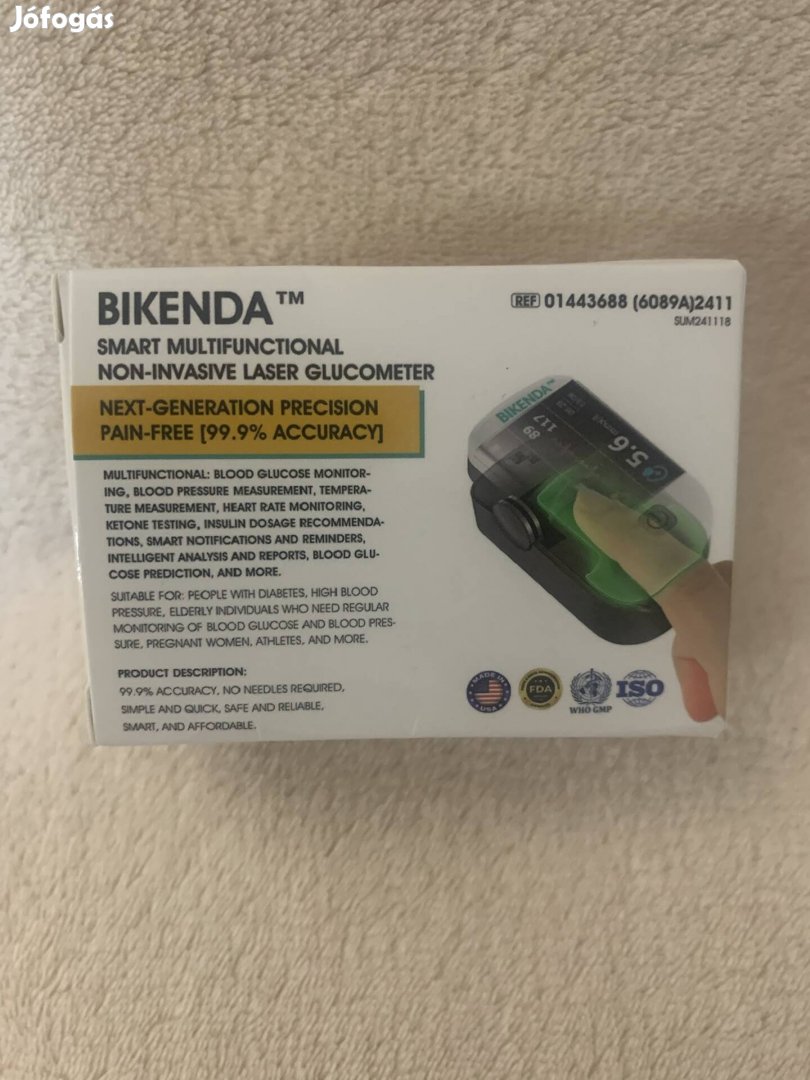 Jófogás
BIKENDA™
REF 01443688 (6089A)2411
SUM241118
SMART MULTIFUNCTIONAL
NON-INVASIVE LASER GLUCOMETER
NEXT-GENERATION PRECISION
PAIN-FREE [99.9% ACCURACY]
MULTIFUNCTIONAL: BLOOD GLUCOSE MONITOR-
ING, BLOOD PRESSURE MEASUREMENT, TEMPERA-
TURE MEASUREMENT, HEART RATE MONITORING,
KETONE TESTING, INSULIN DOSAGE RECOMMENDA-
TIONS, SMART NOTIFICATIONS AND REMINDERS,
INTELLIGENT ANALYSIS AND REPORTS, BLOOD GLU-
COSE PREDICTION, AND MORE.
SUITABLE FOR: PEOPLE WITH DIABETES, HIGH BLOOD
PRESSURE, ELDERLY INDIVIDUALS WHO NEED REGULAR
MONITORING OF BLOOD GLUCOSE AND BLOOD PRES-
SURE, PREGNANT WOMEN, ATHLETES, AND MORE.
PRODUCT DESCRIPTION:
99.9% ACCURACY, NO NEEDLES REQUIRED,
SIMPLE AND QUICK, SAFE AND RELIABLE,
SMART, AND AFFORDABLE.
BIKENDA™
117
89
5.6
MADE IN
USA
FDA
WHO GMP
ISO